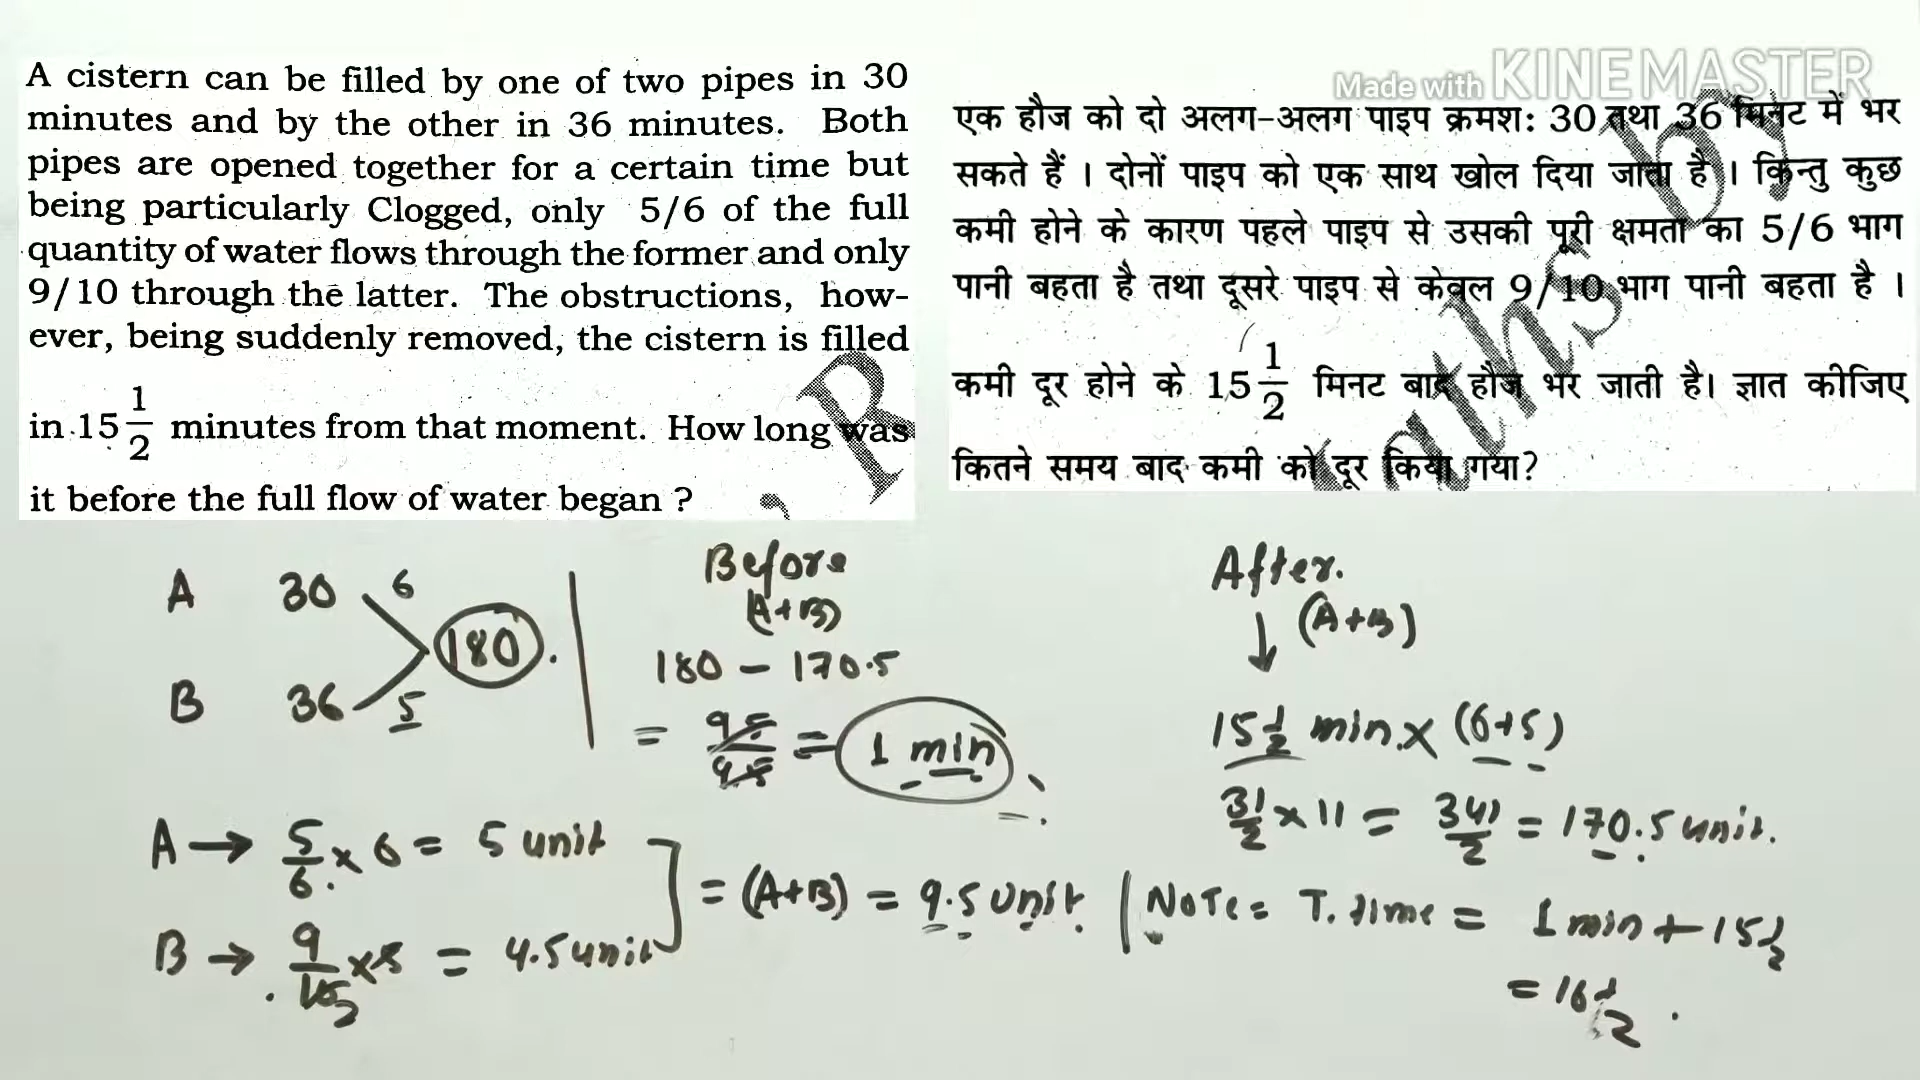 Made with KINEMASTER
A cistern can be filled by one of two pipes in 30
minutes and by the other in 36 minutes. Both
pipes are opened together for a certain time but
being particularly Clogged, only 5/6 of the full
quantity of water flows through the former and only
9/10 through the latter. The obstructions, how-
ever, being suddenly removed, the cistern is filled
in 15 1/2 minutes from that moment. How long was
it before the full flow of water began ?
एक हौज को दो अलग-अलग पाइप क्रमश: 30 तथा 36 मिनट में भर
सकते हैं । दोनों पाइप को एक साथ खोल दिया जाता है । किन्तु कुछ
कमी होने के कारण पहले पाइप से उसकी पूरी क्षमता का 5/6 भाग
पानी बहता है तथा दूसरे पाइप से केवल 9/10 भाग पानी बहता है ।
कमी दूर होने के 15 1/2 मिनट बाद हौज भर जाती है। ज्ञात कीजिए
कितने समय बाद कमी को दूर किया गया?
maths by
R
A 30 6
180.
B 36 5
Before
(A+B)
180 - 170.5
= 9.5/9.5 = 1 min
After.
↓ (A+B)
15 1/2 min × (6+5)
31/2 × 11 = 341/2 = 170.5 unit.
A → 5/6 × 6 = 5 unit
B → 9/10 × 5 = 4.5 unit
2
= (A+B) = 9.5 unit.
Note = T. time = 1 min + 15 1/2
= 16 1/2